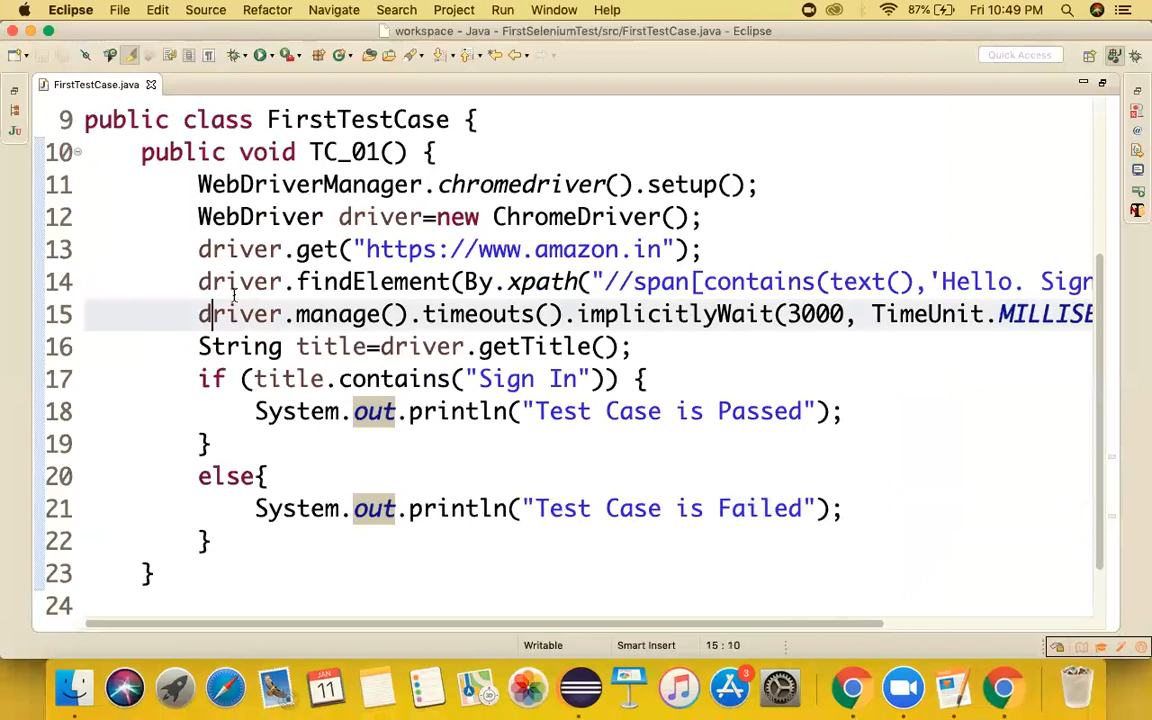 Eclipse File Edit Source Refactor Navigate Search Project Run Window Help 87% Fri 10:49 PM
workspace - Java - FirstSeleniumTest/src/FirstTestCase.java - Eclipse
Quick Access
FirstTestCase.java
9 public class FirstTestCase {
10 public void TC_01() {
11 WebDriverManager.chromedriver().setup();
12 WebDriver driver=new ChromeDriver();
13 driver.get("https://www.amazon.in");
14 driver.findElement(By.xpath("//span[contains(text(),'Hello. Sign
15 driver.manage().timeouts().implicitlyWait(3000, TimeUnit.MILLISE
16 String title=driver.getTitle();
17 if (title.contains("Sign In")) {
18 System.out.println("Test Case is Passed");
19 }
20 else{
21 System.out.println("Test Case is Failed");
22 }
23 }
24
Writable Smart Insert 15 : 10
JAN
11
3